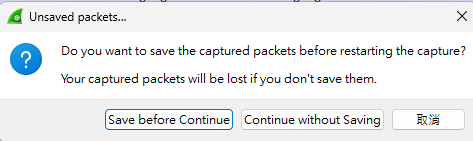 Unsaved packets...
Do you want to save the captured packets before restarting the capture?
Your captured packets will be lost if you don't save them.
Save before Continue Continue without Saving 取消